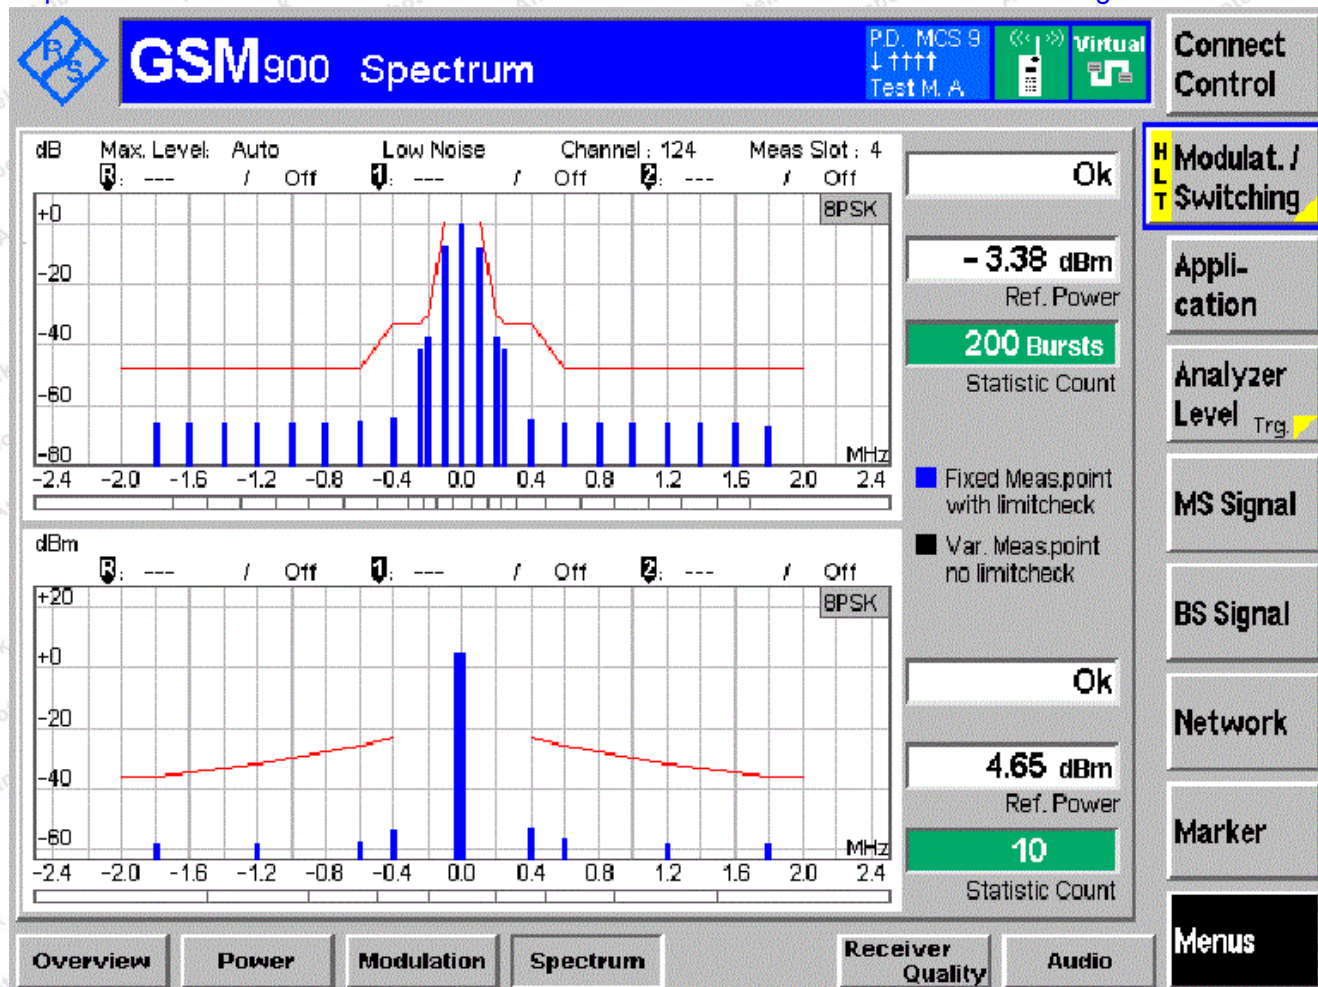 R/S
GSM900 Spectrum
P.D. MCS 9
↓↑↑↑↑
Test M. A
Virtual
Connect
Control
dB Max. Level: Auto Low Noise Channel : 124 Meas Slot : 4
R: --- / Off 1: --- / Off 2: --- / Off
8PSK
+0
-20
-40
-60
-80
MHz
-2.4 -2.0 -1.6 -1.2 -0.8 -0.4 0.0 0.4 0.8 1.2 1.6 2.0 2.4
Ok
- 3.38 dBm
Ref. Power
200 Bursts
Statistic Count
Fixed Meas.point
with limitcheck
Var. Meas.point
no limitcheck
dBm
R: --- / Off 1: --- / Off 2: --- / Off
8PSK
+20
+0
-20
-40
-60
MHz
-2.4 -2.0 -1.6 -1.2 -0.8 -0.4 0.0 0.4 0.8 1.2 1.6 2.0 2.4
Ok
4.65 dBm
Ref. Power
10
Statistic Count
HLT
Modulat. /
Switching
Appli-
cation
Analyzer
Level Trg.
MS Signal
BS Signal
Network
Marker
Menus
Overview Power Modulation Spectrum Receiver
Quality Audio